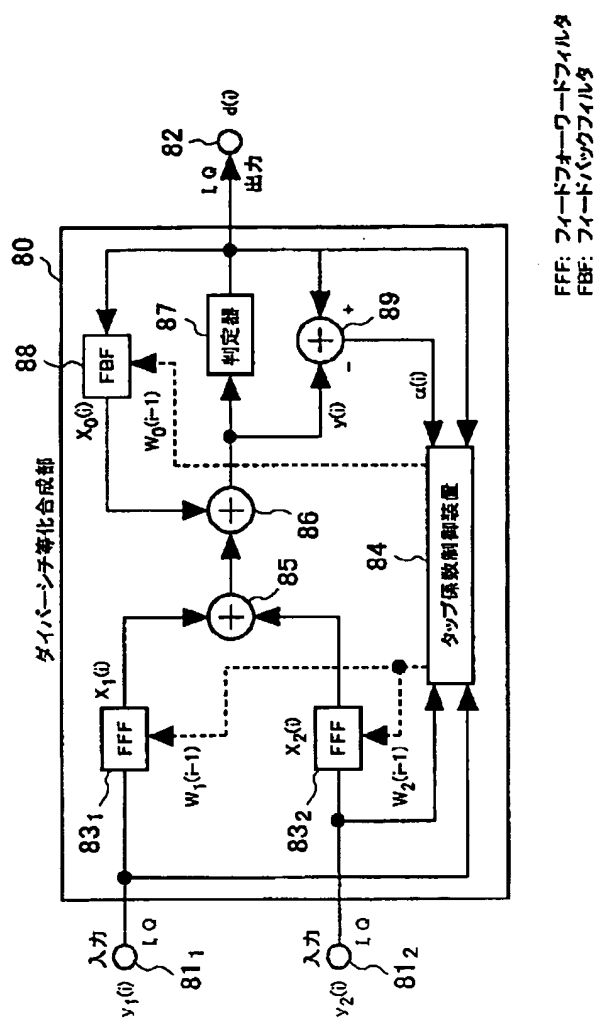 ダイバーシチ等化合成部
80
88
FBF
X0(i)
W0(i-1)
87
判定器
82
I,Q
出力
d(i)
83₁
FFF
X₁(i)
W₁(i-1)
85
86
y(i)
+
-
89
α(i)
83₂
FFF
X₂(i)
W₂(i-1)
84
タップ係数制御装置
入力
I,Q
y₁(i)
81₁
入力
I,Q
y₂(i)
81₂
FFF: フィードフォーワードフィルタ
FBF: フィードバックフィルタ